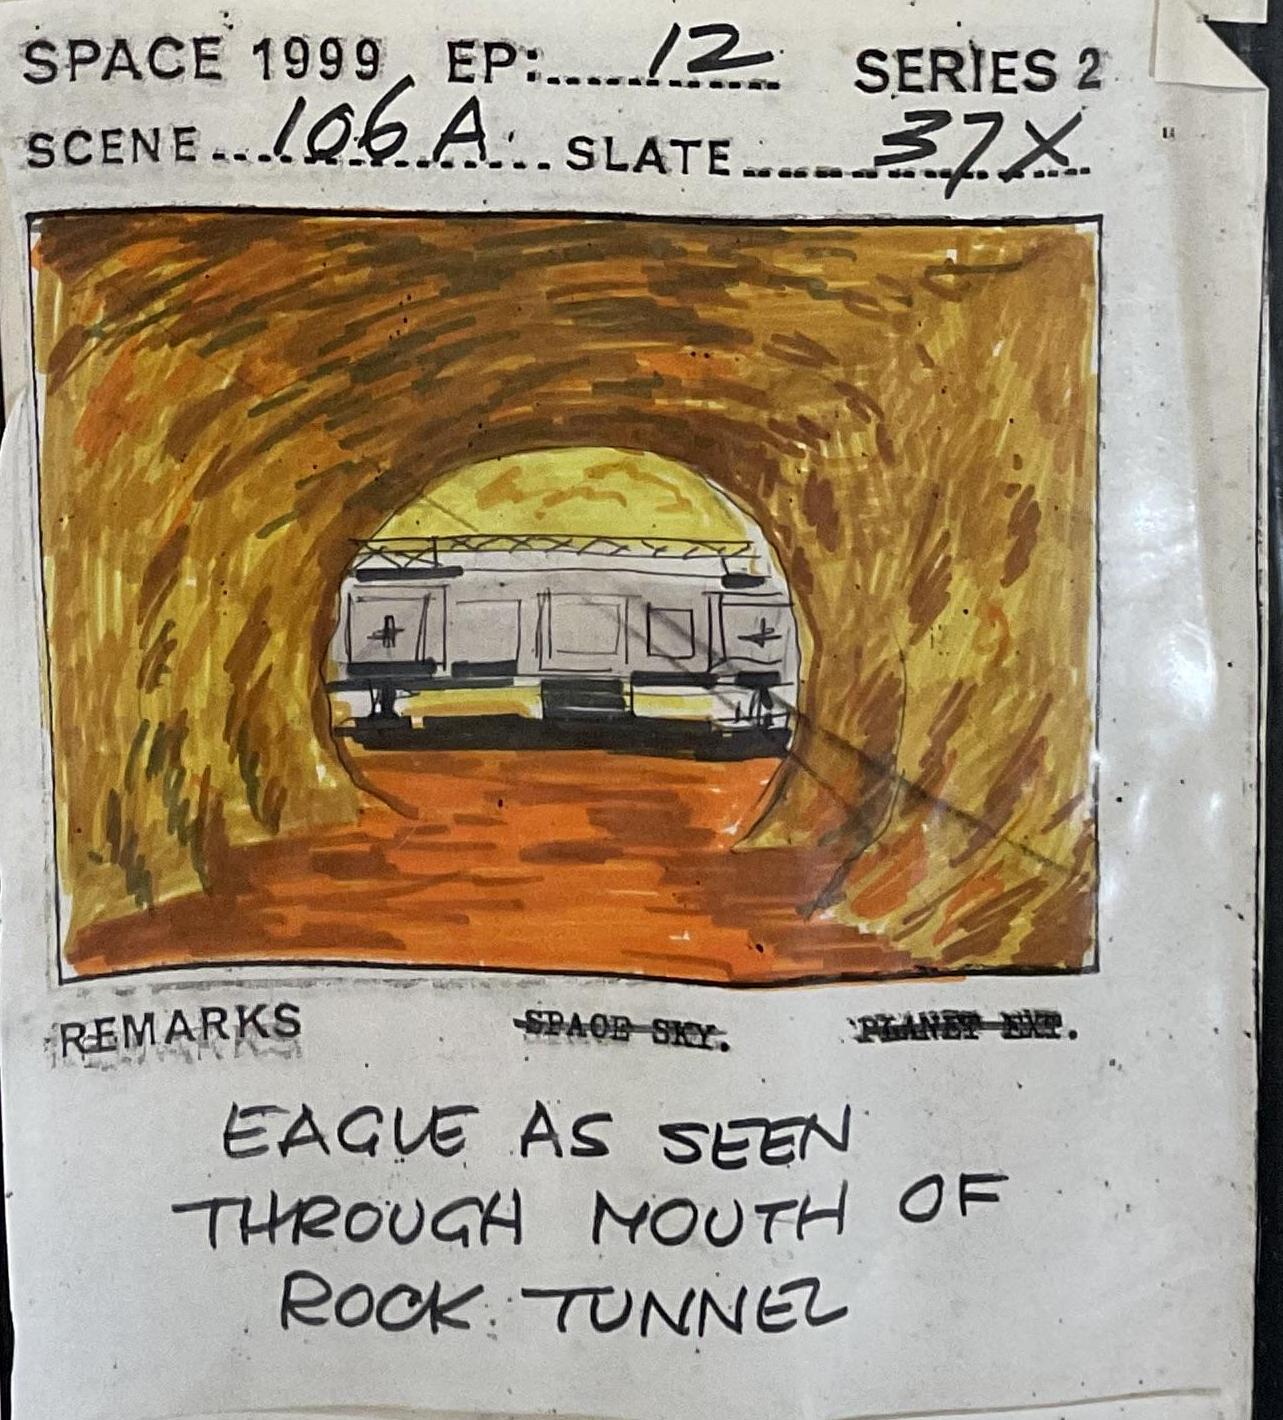 SPACE 1999 EP: 12 SERIES 2
SCENE 106A SLATE 37X
REMARKS SPACE SKY. PLANET EXT.
EAGLE AS SEEN
THROUGH MOUTH OF
ROCK TUNNEL